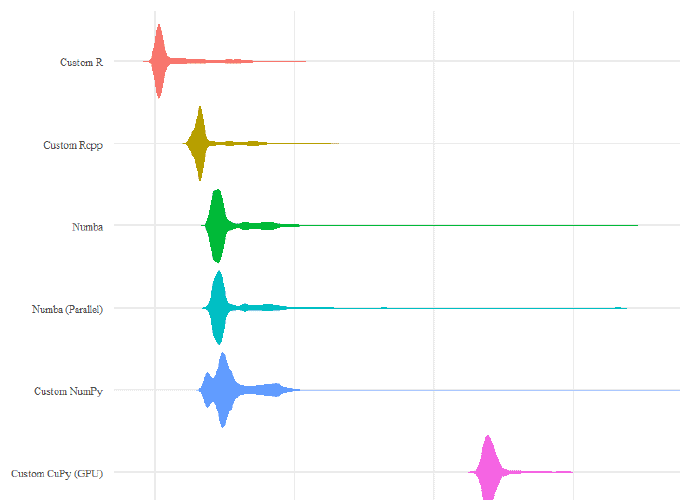 Custom R
Custom Rcpp
Numba
Numba (Parallel)
Custom NumPy
Custom CuPy (GPU)